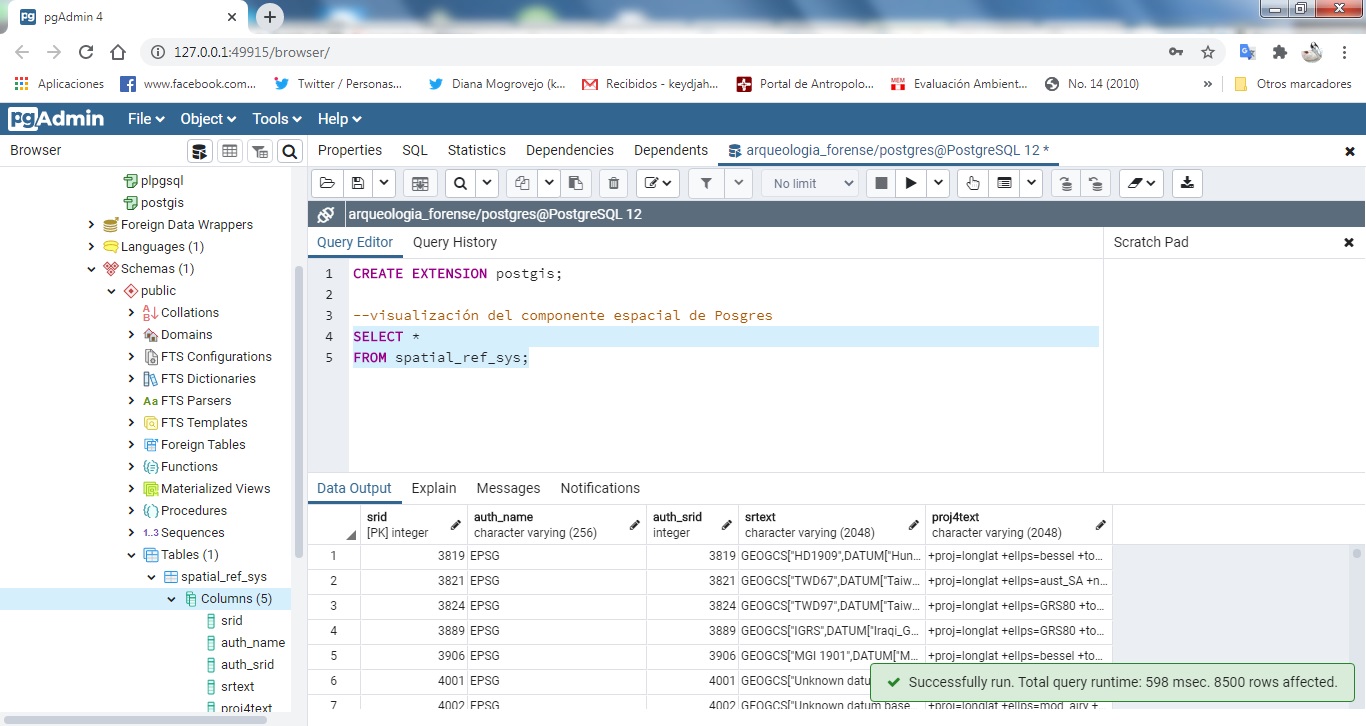 pgAdmin 4
127.0.0.1:49915/browser/
Aplicaciones www.facebook.com... Twitter / Personas... Diana Mogrovejo (k... Recibidos - keydjah... Portal de Antropolo... MEM Evaluación Ambient... No. 14 (2010) » Otros marcadores
pgAdmin File Object Tools Help
Browser
plpgsql
postgis
Foreign Data Wrappers
Languages (1)
Schemas (1)
public
Collations
Domains
FTS Configurations
FTS Dictionaries
Aa FTS Parsers
FTS Templates
Foreign Tables
Functions
Materialized Views
Procedures
1..3 Sequences
Tables (1)
spatial_ref_sys
Columns (5)
srid
auth_name
auth_srid
srtext
proj4text
Properties SQL Statistics Dependencies Dependents arqueologia_forense/postgres@PostgreSQL 12 *
No limit
arqueologia_forense/postgres@PostgreSQL 12
Query Editor Query History
Scratch Pad
1 CREATE EXTENSION postgis;
2
3 --visualización del componente espacial de Posgres
4 SELECT *
5 FROM spatial_ref_sys;
Data Output Explain Messages Notifications
srid auth_name auth_srid srtext proj4text
[PK] integer character varying (256) integer character varying (2048) character varying (2048)
1 3819 EPSG 3819 GEOGCS["HD1909",DATUM["Hun... +proj=longlat +ellps=bessel +to...
2 3821 EPSG 3821 GEOGCS["TWD67",DATUM["Taiw... +proj=longlat +ellps=aust_SA +n...
3 3824 EPSG 3824 GEOGCS["TWD97",DATUM["Taiw... +proj=longlat +ellps=GRS80 +to...
4 3889 EPSG 3889 GEOGCS["IGRS",DATUM["Iraqi_G... +proj=longlat +ellps=GRS80 +to...
5 3906 EPSG 3906 GEOGCS["MGI 1901",DATUM["M... +proj=longlat +ellps=bessel +to...
6 4001 EPSG 4001 GEOGCS["Unknown datu
7 4002 EPSG 4002 GEOGCS["Unknown datum base +proj=longlat +ellps=mod_airy +
Successfully run. Total query runtime: 598 msec. 8500 rows affected.